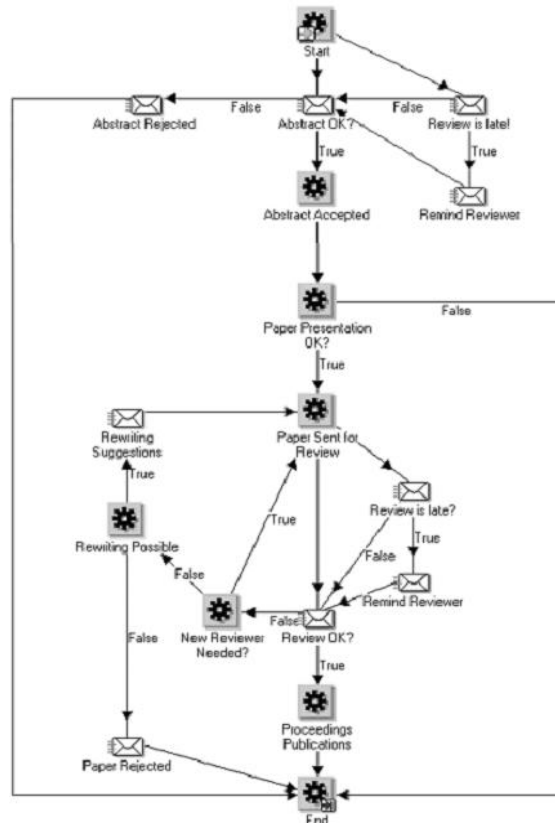 Start
False
False
Abstract Rejected
Abstract OK?
Review is late!
True
True
Abstract Accepted
Remind Reviewer
False
Paper Presentation
OK?
True
Rewriting
Suggestions
Paper Sent for
Review
True
Review is late?
True
False
True
Rewriting Possible
False
Remind Reviewer
False
False
New Reviewer
Needed?
Review OK?
True
Proceedings
Publications
Paper Rejected
End